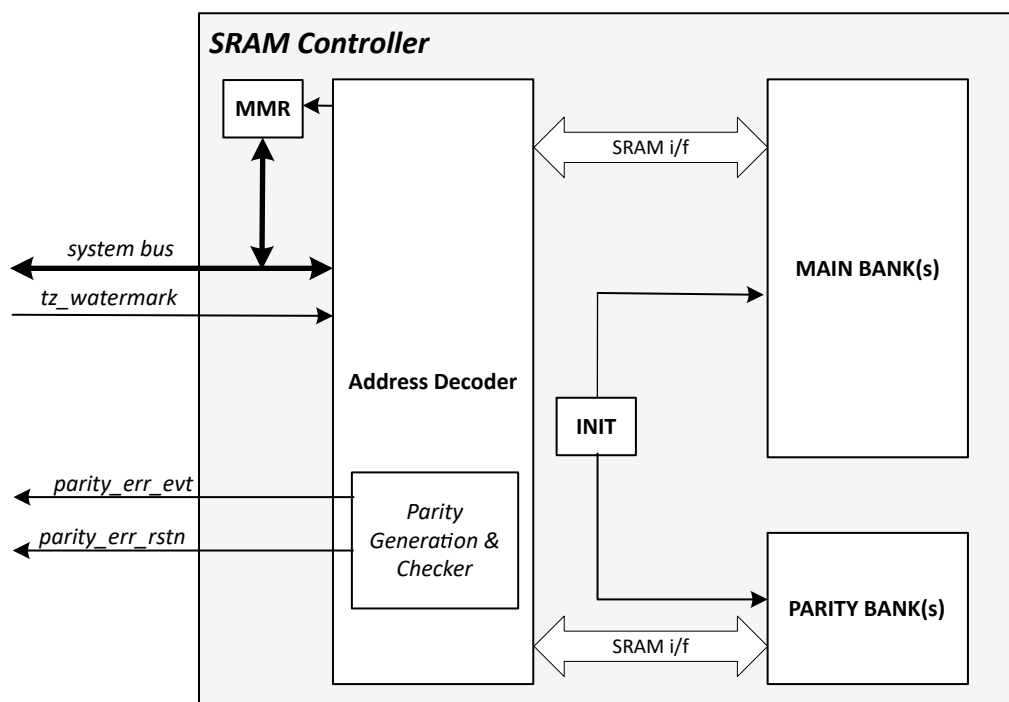 SRAM Controller
MMR
SRAM i/f
system bus
MAIN BANK(s)
tz_watermark
Address Decoder
INIT
parity_err_evt
Parity
Generation &
Checker
parity_err_rstn
PARITY BANK(s)
SRAM i/f